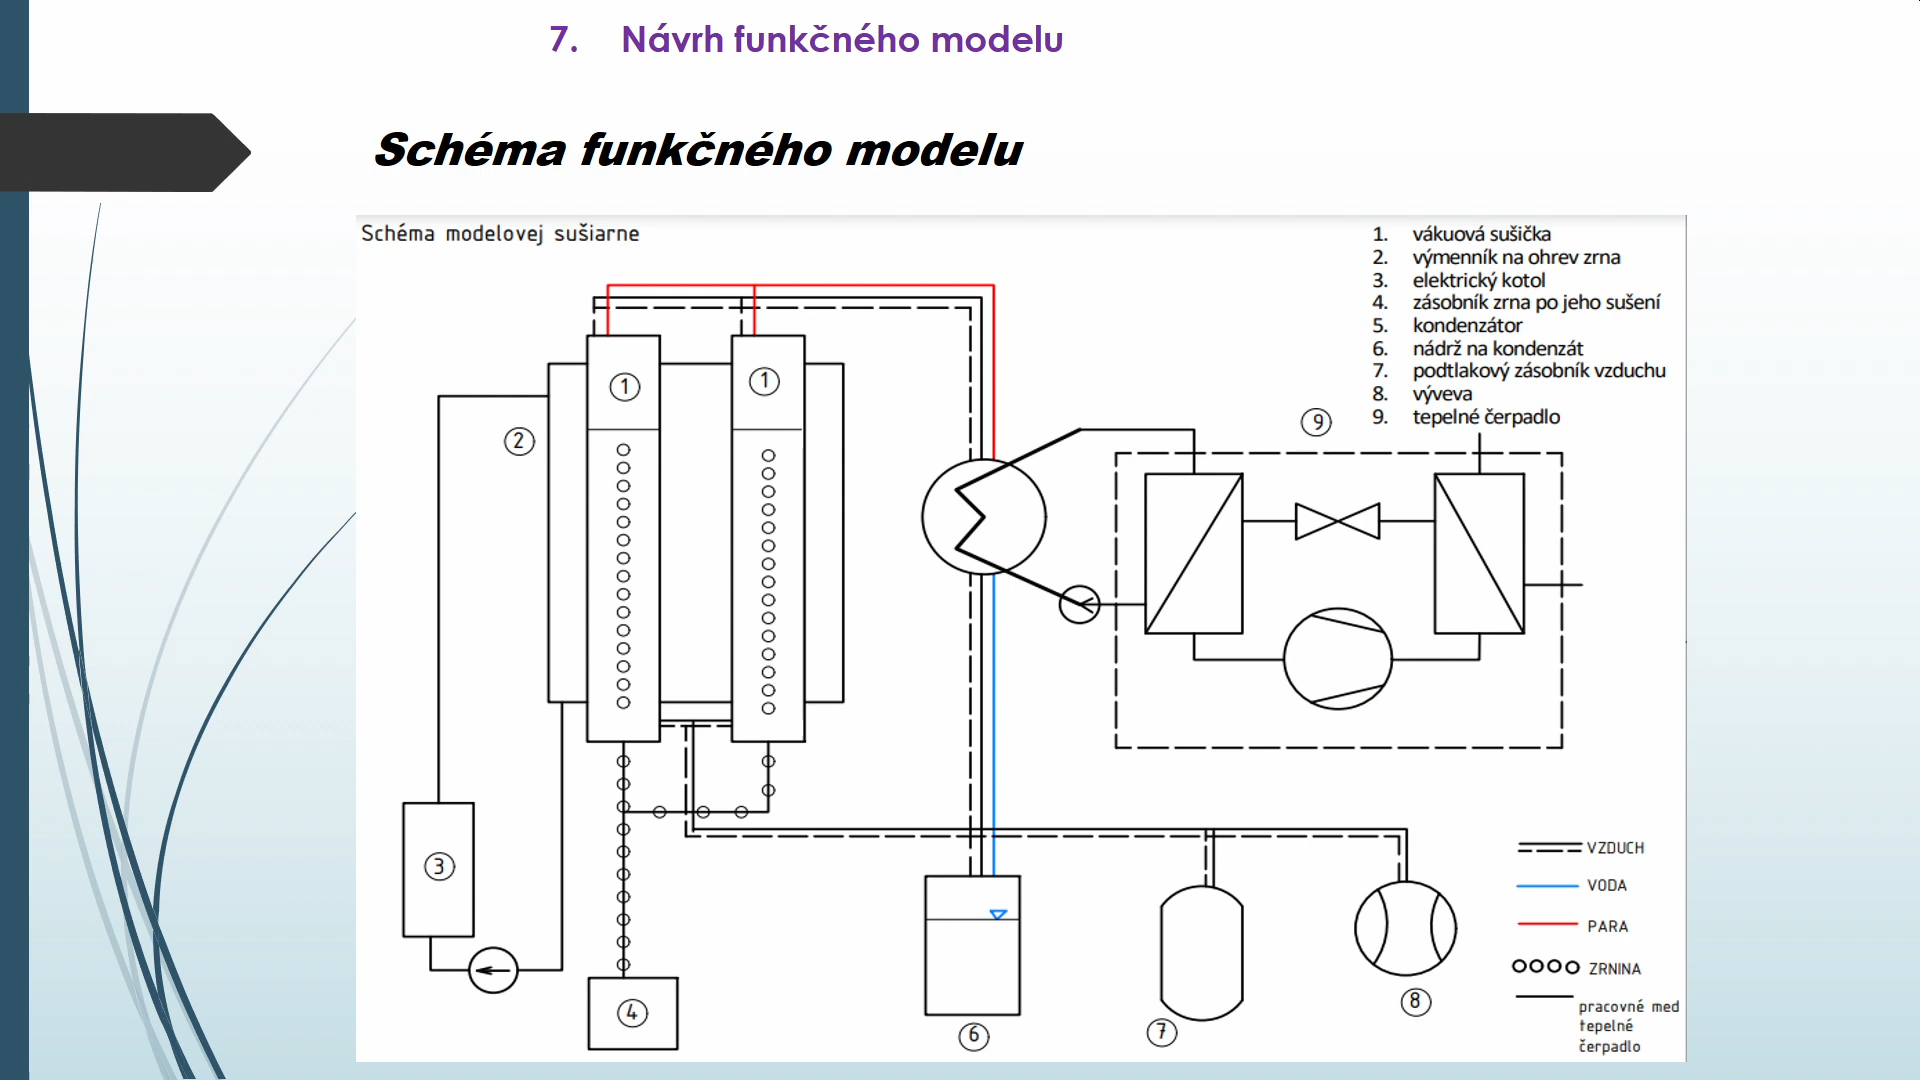 7. Návrh funkčného modelu
Schéma funkčného modelu
Schéma modelovej sušiarne
1. vákuová sušička
2. výmenník na ohrev zrna
3. elektrický kotol
4. zásobník zrna po jeho sušení
5. kondenzátor
6. nádrž na kondenzát
7. podtlakový zásobník vzduchu
8. výveva
9. tepelné čerpadlo
1
1
2
9
3
4
6
7
8
VZDUCH
VODA
PARA
ZRNINA
pracovné med
tepelné
čerpadlo